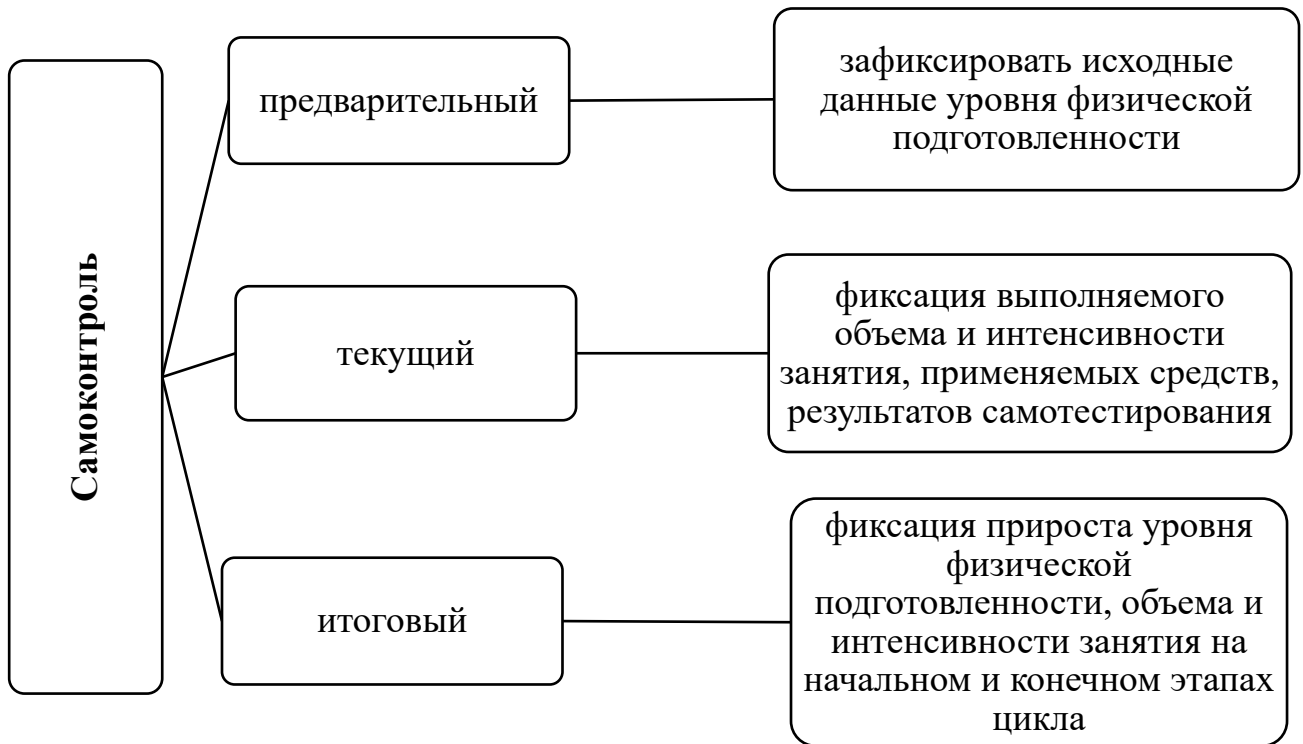 Самоконтроль
предварительный
зафиксировать исходные
данные уровня физической
подготовленности
текущий
фиксация выполняемого
объема и интенсивности
занятия, применяемых средств,
результатов самотестирования
итоговый
фиксация прироста уровня
физической
подготовленности, объема и
интенсивности занятия на
начальном и конечном этапах
цикла